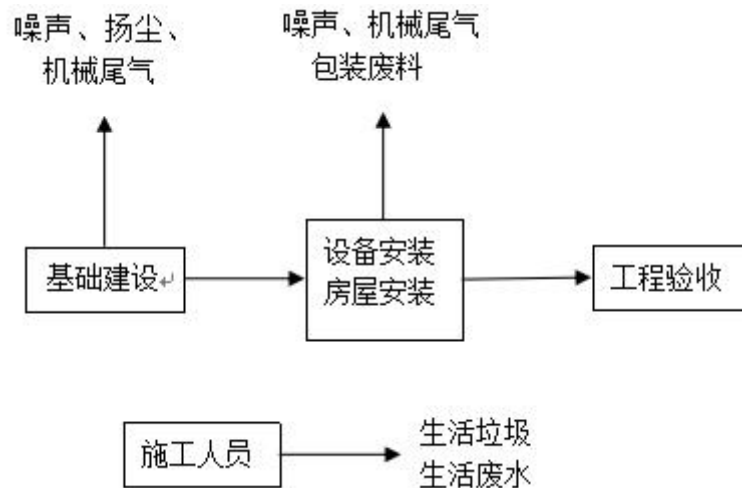 噪声、扬尘、
机械尾气
噪声、机械尾气
包装废料
基础建设↵
设备安装
房屋安装
工程验收
施工人员
生活垃圾
生活废水